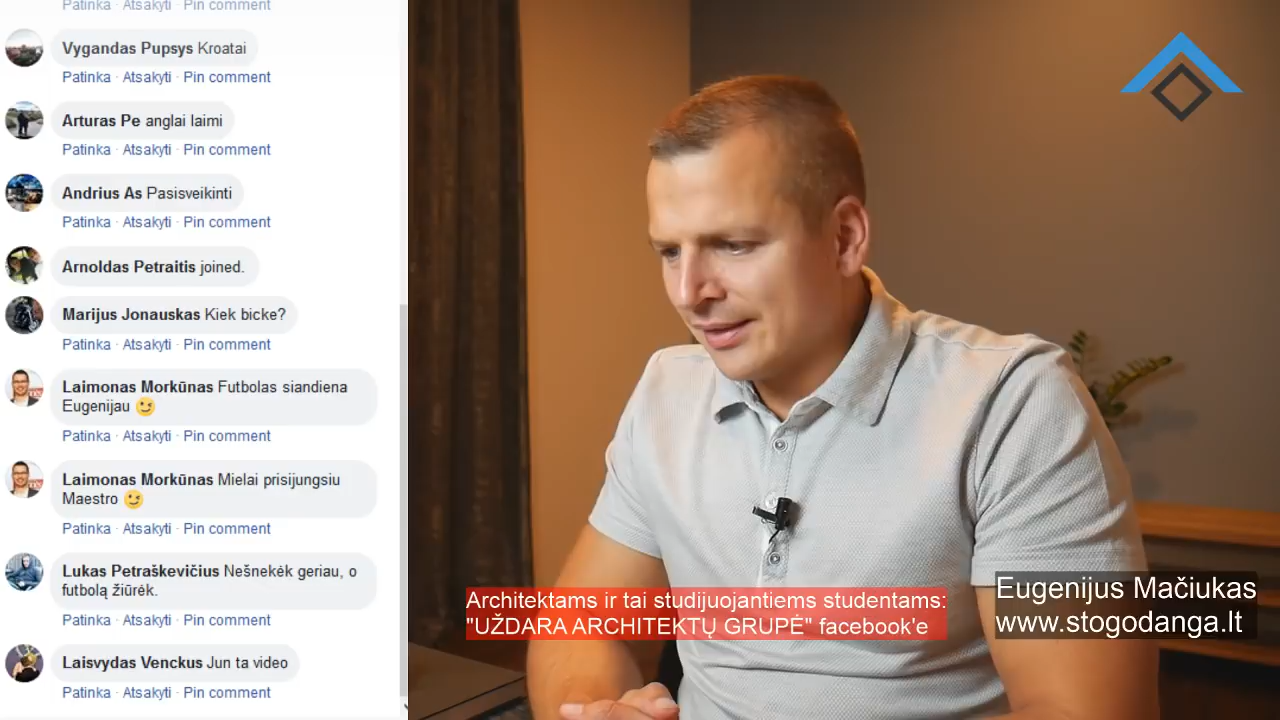 Patinka · Atsakyti · Pin comment
Vygandas Pupsys Kroatai
Patinka · Atsakyti · Pin comment
Arturas Pe anglai laimi
Patinka · Atsakyti · Pin comment
Andrius As Pasisveikinti
Patinka · Atsakyti · Pin comment
Arnoldas Petraitis joined.
Marijus Jonauskas Kiek bicke?
Patinka · Atsakyti · Pin comment
Laimonas Morkūnas Futbolas siandiena
Eugenijau 😉
Patinka · Atsakyti · Pin comment
Laimonas Morkūnas Mielai prisijungsiu
Maestro 😉
Patinka · Atsakyti · Pin comment
Lukas Petraškevičius Nešnekėk geriau, o
futbolą žiūrėk.
Patinka · Atsakyti · Pin comment
Laisvydas Venckus Jun ta video
Patinka · Atsakyti · Pin comment
Architektams ir tai studijuojantiems studentams:
"UŽDARA ARCHITEKTŲ GRUPĖ" facebook'e
Eugenijus Mačiukas
www.stogodanga.lt